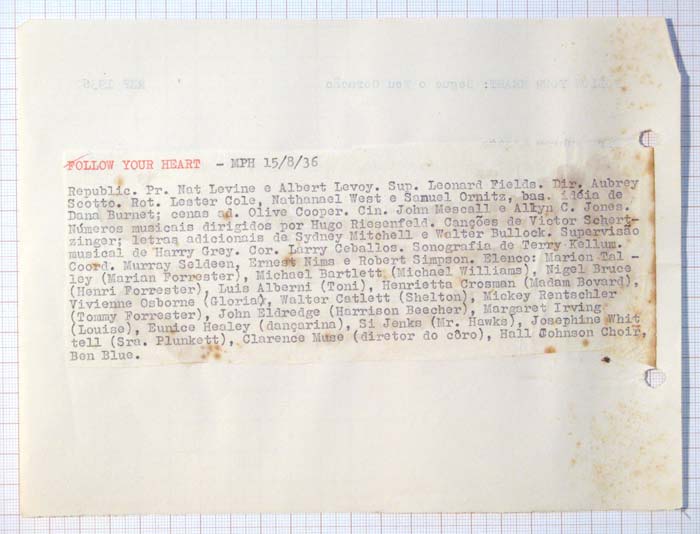 FOLLOW YOUR HEART - MPH 15/8/36
Republic. Pr. Nat Levine e Albert Levoy. Sup. Leonard Fields. Dir. Aubrey
Scotto. Rot. Lester Cole, Nathanael West e Samuel Ornitz, bas. idéia de
Dana Burnet; cenas ad. Olive Cooper. Cin. John Mescall e Allyn C. Jones.
Números musicais dirigidos por Hugo Riesenfeld. Canções de Victor Schert-
zinger; letras adicionais de Sydney Mitchell e Walter Bullock. Supervisão
musical de Harry Grey. Cor. Larry Ceballos. Sonografia de Terry Kellum.
Coord. Murray Seldeen, Ernest Nims e Robert Simpson. Elenco: Marion Tal -
ley (Marian Forrester), Michael Bartlett (Michael Williams), Nigel Bruce
(Henri Forrester), Luis Alberni (Toni), Henrietta Crosman (Madam Bovard),
Vivienne Osborne (Gloria), Walter Catlett (Shelton), Mickey Rentschler
(Tommy Forrester), John Eldredge (Harrison Beecher), Margaret Irving
(Louise), Eunice Healey (dançarina), Si Jenks (Mr. Hawks), Josephine Whit
tell (Sra. Plunkett), Clarence Muse (diretor do côro), Hall Johnson Choir,
Ben Blue.